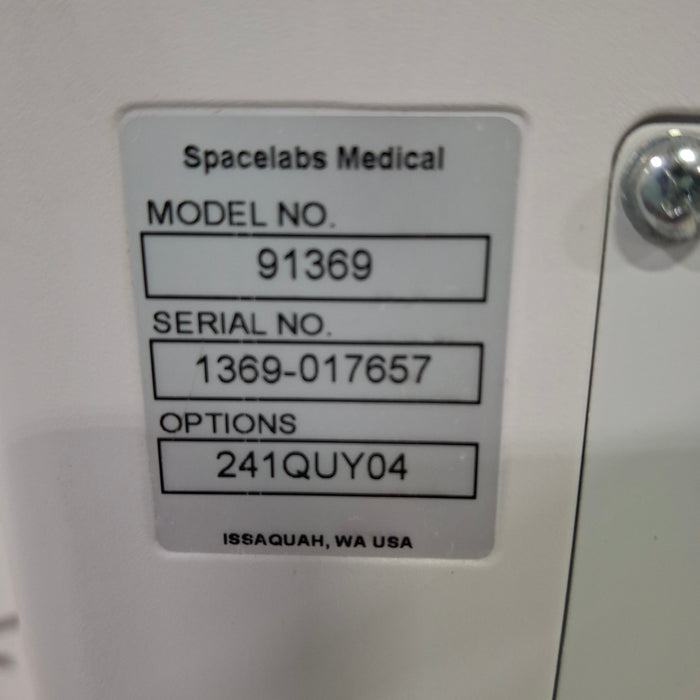 Spacelabs Medical
MODEL NO.
91369
SERIAL NO.
1369-017657
OPTIONS
241QUY04
ISSAQUAH, WA USA